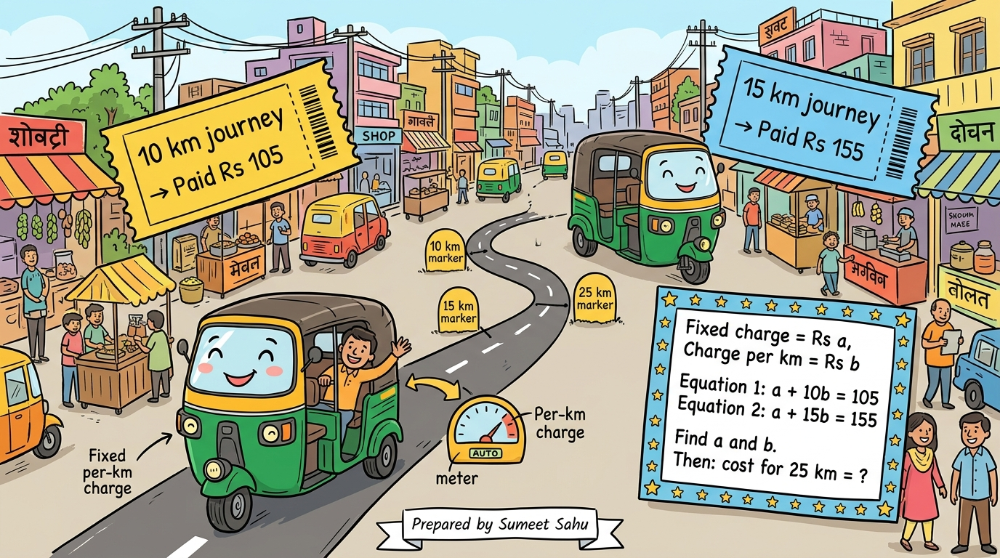 शोवट्री
10 km journey
→ Paid Rs 105
SHOP
ज्ञावले
मेवल
10 km
marker
15 km
marker
25 km
marker
डुवट
15 km journey
→ Paid Rs 155
दोचन
SKOUM
MAEE
वोलत
Fixed charge = Rs a,
Charge per km = Rs b
Equation 1: a + 10b = 105
Equation 2: a + 15b = 155
Find a and b.
Then: cost for 25 km = ?
Fixed
per-km
charge
Per-km
charge
AUTO
meter
Prepared by Sumeet Sahu